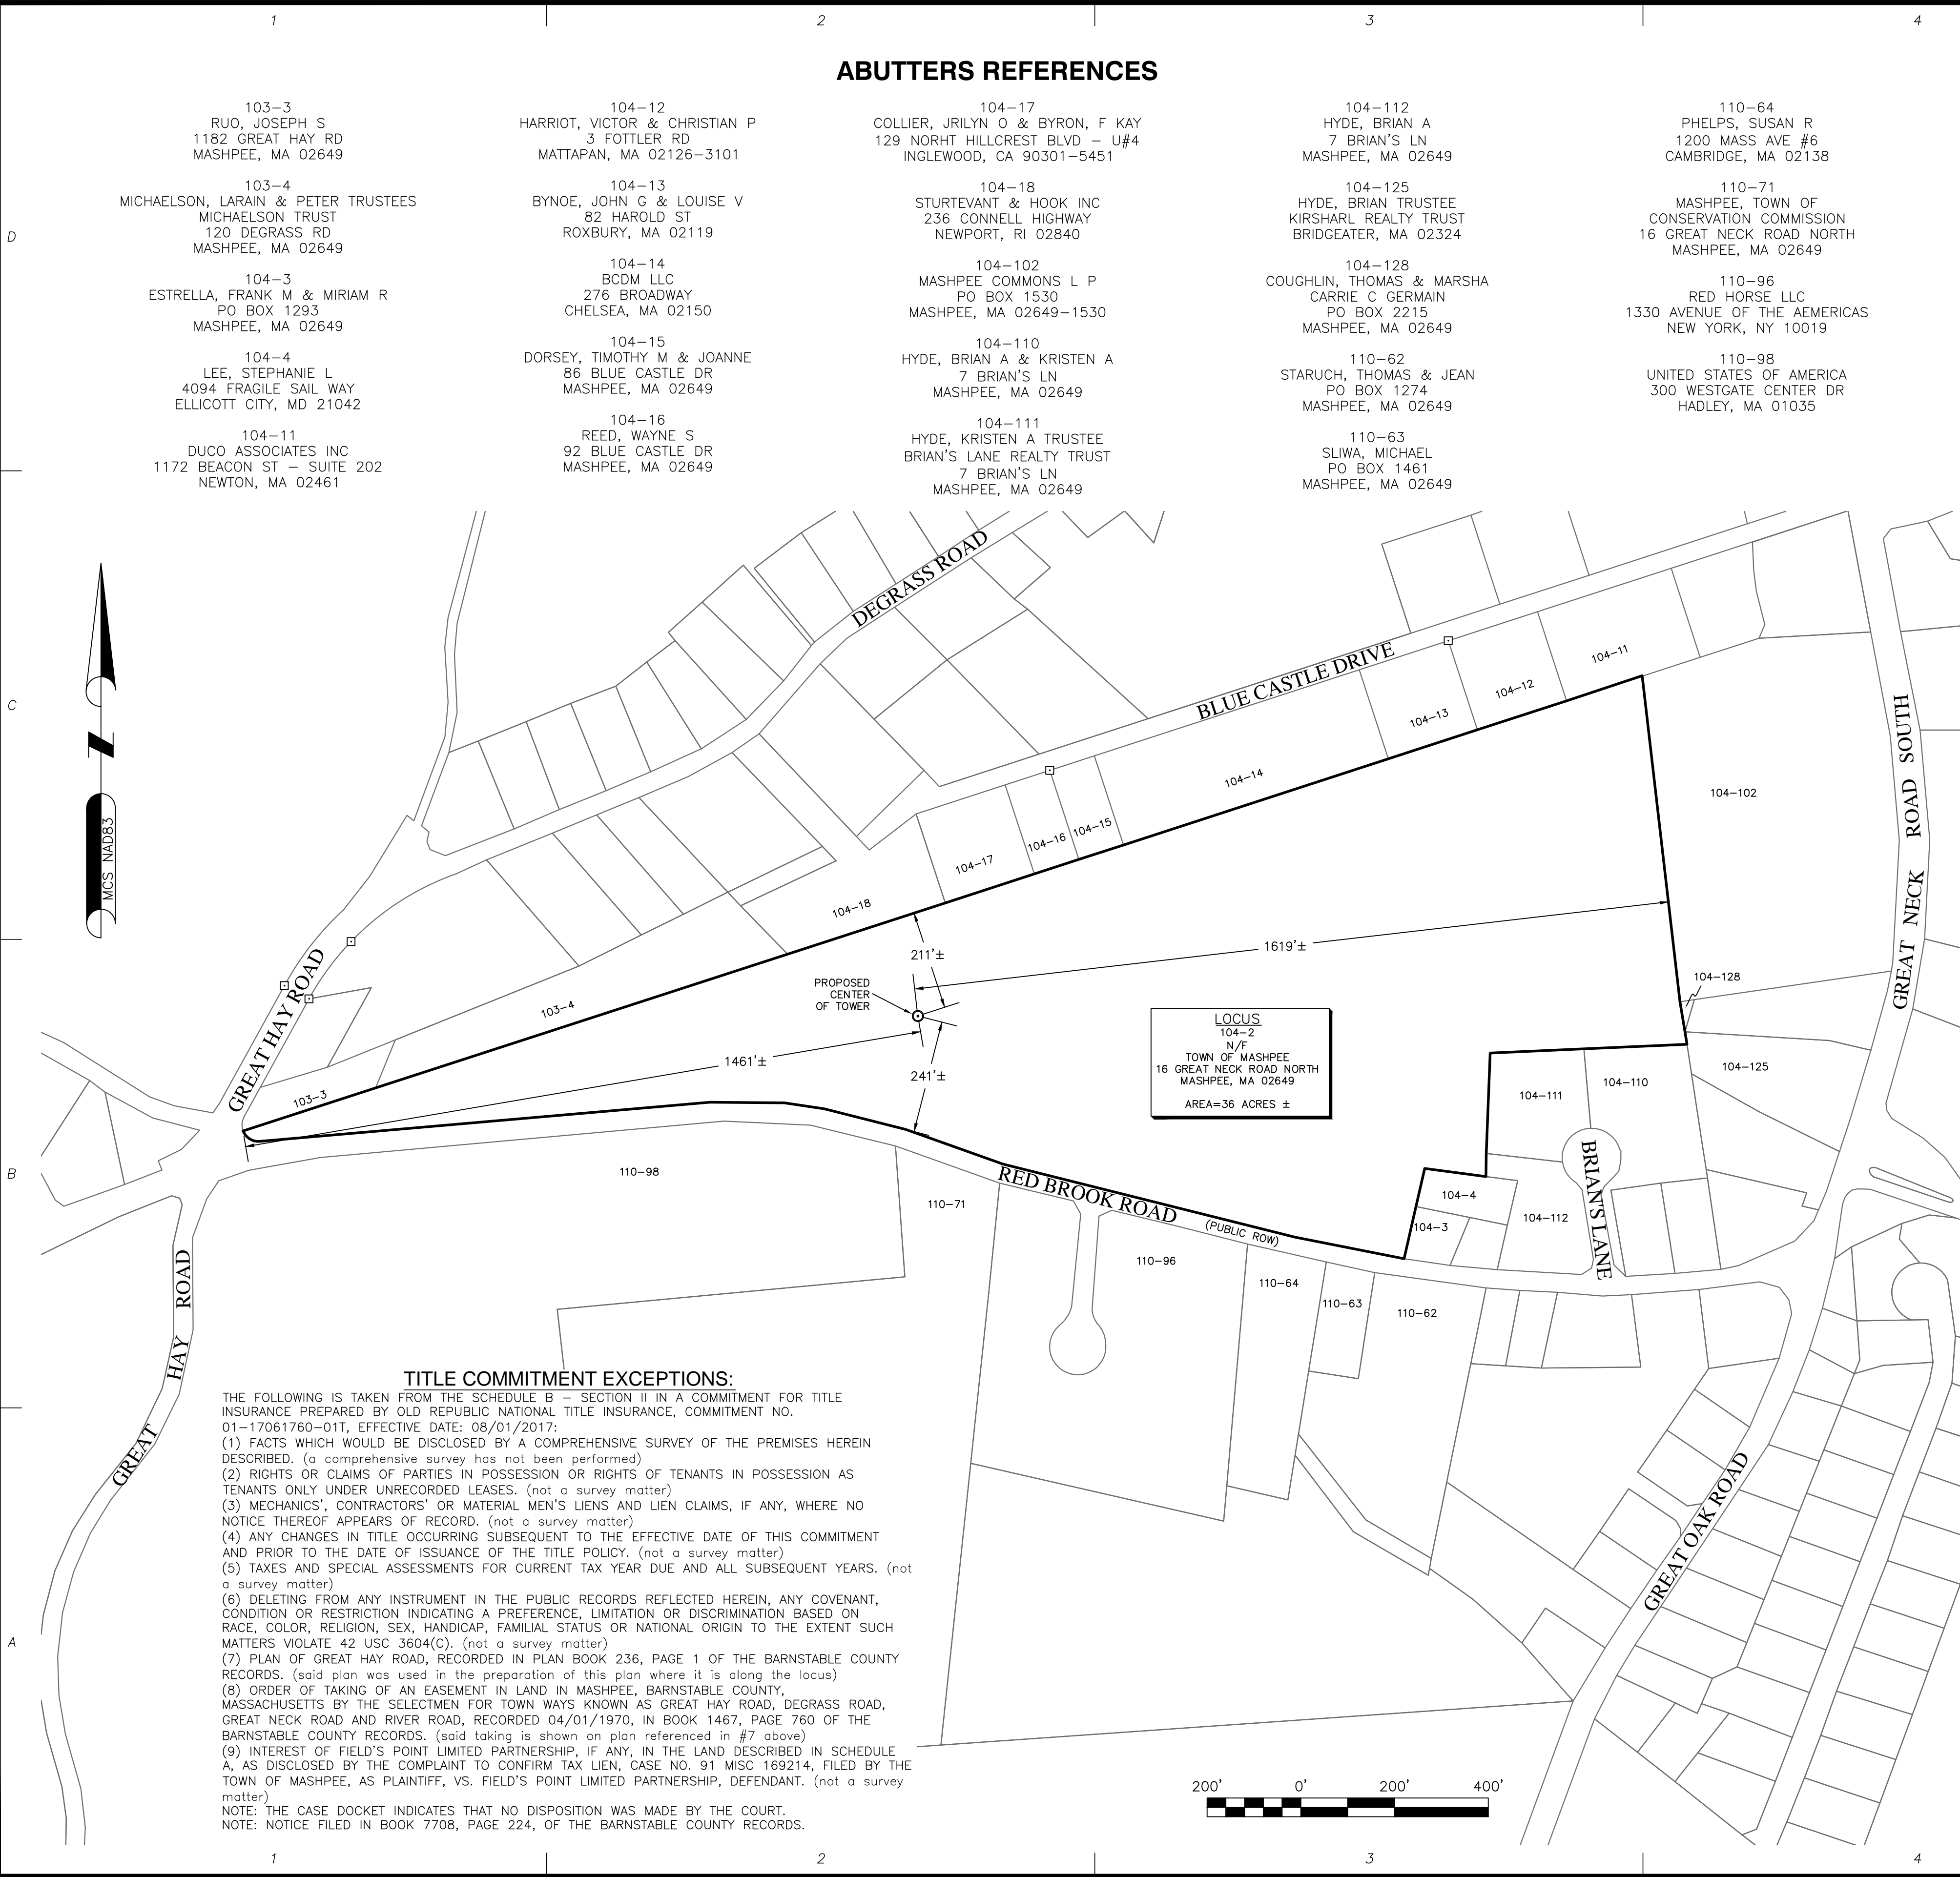 1 2 3 4
ABUTTERS REFERENCES
103-3
RUO, JOSEPH S
1182 GREAT HAY RD
MASHPEE, MA 02649
103-4
MICHAELSON, LARAIN & PETER TRUSTEES
MICHAELSON TRUST
120 DEGRASS RD
MASHPEE, MA 02649
104-3
ESTRELLA, FRANK M & MIRIAM R
PO BOX 1293
MASHPEE, MA 02649
104-4
LEE, STEPHANIE L
4094 FRAGILE SAIL WAY
ELLICOTT CITY, MD 21042
104-11
DUCO ASSOCIATES INC
1172 BEACON ST - SUITE 202
NEWTON, MA 02461
104-12
HARRIOT, VICTOR & CHRISTIAN P
3 FOTTLER RD
MATTAPAN, MA 02126-3101
104-13
BYNOE, JOHN G & LOUISE V
82 HAROLD ST
ROXBURY, MA 02119
104-14
BCDM LLC
276 BROADWAY
CHELSEA, MA 02150
104-15
DORSEY, TIMOTHY M & JOANNE
86 BLUE CASTLE DR
MASHPEE, MA 02649
104-16
REED, WAYNE S
92 BLUE CASTLE DR
MASHPEE, MA 02649
104-17
COLLIER, JRILYN O & BYRON, F KAY
129 NORHT HILLCREST BLVD - U#4
INGLEWOOD, CA 90301-5451
104-18
STURTEVANT & HOOK INC
236 CONNELL HIGHWAY
NEWPORT, RI 02840
104-102
MASHPEE COMMONS L P
PO BOX 1530
MASHPEE, MA 02649-1530
104-110
HYDE, BRIAN A & KRISTEN A
7 BRIAN'S LN
MASHPEE, MA 02649
104-111
HYDE, KRISTEN A TRUSTEE
BRIAN'S LANE REALTY TRUST
7 BRIAN'S LN
MASHPEE, MA 02649
104-112
HYDE, BRIAN A
7 BRIAN'S LN
MASHPEE, MA 02649
104-125
HYDE, BRIAN TRUSTEE
KIRSHARL REALTY TRUST
BRIDGEATER, MA 02324
104-128
COUGHLIN, THOMAS & MARSHA
CARRIE C GERMAIN
PO BOX 2215
MASHPEE, MA 02649
110-62
STARUCH, THOMAS & JEAN
PO BOX 1274
MASHPEE, MA 02649
110-63
SLIWA, MICHAEL
PO BOX 1461
MASHPEE, MA 02649
110-64
PHELPS, SUSAN R
1200 MASS AVE #6
CAMBRIDGE, MA 02138
110-71
MASHPEE, TOWN OF
CONSERVATION COMMISSION
16 GREAT NECK ROAD NORTH
MASHPEE, MA 02649
110-96
RED HORSE LLC
1330 AVENUE OF THE AEMERICAS
NEW YORK, NY 10019
110-98
UNITED STATES OF AMERICA
300 WESTGATE CENTER DR
HADLEY, MA 01035
D
C
B
A
N
MCS NAD83
DEGRASS ROAD
BLUE CASTLE DRIVE
GREAT NECK ROAD SOUTH
GREAT HAY ROAD
104-11
104-12
104-13
104-14
104-15
104-16
104-17
104-18
103-4
103-3
104-102
104-128
104-125
104-110
104-111
104-112
104-4
104-3
211'±
1619'±
1461'±
241'±
PROPOSED
CENTER
OF TOWER
LOCUS
104-2
N/F
TOWN OF MASHPEE
16 GREAT NECK ROAD NORTH
MASHPEE, MA 02649
AREA=36 ACRES ±
BRIAN'S LANE
RED BROOK ROAD
(PUBLIC ROW)
110-98
110-71
110-96
110-64
110-63
110-62
GREAT HAY ROAD
GREAT OAK ROAD
TITLE COMMITMENT EXCEPTIONS:
THE FOLLOWING IS TAKEN FROM THE SCHEDULE B - SECTION II IN A COMMITMENT FOR TITLE
INSURANCE PREPARED BY OLD REPUBLIC NATIONAL TITLE INSURANCE, COMMITMENT NO.
01-17061760-01T, EFFECTIVE DATE: 08/01/2017:
(1) FACTS WHICH WOULD BE DISCLOSED BY A COMPREHENSIVE SURVEY OF THE PREMISES HEREIN
DESCRIBED. (a comprehensive survey has not been performed)
(2) RIGHTS OR CLAIMS OF PARTIES IN POSSESSION OR RIGHTS OF TENANTS IN POSSESSION AS
TENANTS ONLY UNDER UNRECORDED LEASES. (not a survey matter)
(3) MECHANICS', CONTRACTORS' OR MATERIAL MEN'S LIENS AND LIEN CLAIMS, IF ANY, WHERE NO
NOTICE THEREOF APPEARS OF RECORD. (not a survey matter)
(4) ANY CHANGES IN TITLE OCCURRING SUBSEQUENT TO THE EFFECTIVE DATE OF THIS COMMITMENT
AND PRIOR TO THE DATE OF ISSUANCE OF THE TITLE POLICY. (not a survey matter)
(5) TAXES AND SPECIAL ASSESSMENTS FOR CURRENT TAX YEAR DUE AND ALL SUBSEQUENT YEARS. (not
a survey matter)
(6) DELETING FROM ANY INSTRUMENT IN THE PUBLIC RECORDS REFLECTED HEREIN, ANY COVENANT,
CONDITION OR RESTRICTION INDICATING A PREFERENCE, LIMITATION OR DISCRIMINATION BASED ON
RACE, COLOR, RELIGION, SEX, HANDICAP, FAMILIAL STATUS OR NATIONAL ORIGIN TO THE EXTENT SUCH
MATTERS VIOLATE 42 USC 3604(C). (not a survey matter)
(7) PLAN OF GREAT HAY ROAD, RECORDED IN PLAN BOOK 236, PAGE 1 OF THE BARNSTABLE COUNTY
RECORDS. (said plan was used in the preparation of this plan where it is along the locus)
(8) ORDER OF TAKING OF AN EASEMENT IN LAND IN MASHPEE, BARNSTABLE COUNTY,
MASSACHUSETTS BY THE SELECTMEN FOR TOWN WAYS KNOWN AS GREAT HAY ROAD, DEGRASS ROAD,
GREAT NECK ROAD AND RIVER ROAD, RECORDED 04/01/1970, IN BOOK 1467, PAGE 760 OF THE
BARNSTABLE COUNTY RECORDS. (said taking is shown on plan referenced in #7 above)
(9) INTEREST OF FIELD'S POINT LIMITED PARTNERSHIP, IF ANY, IN THE LAND DESCRIBED IN SCHEDULE
A, AS DISCLOSED BY THE COMPLAINT TO CONFIRM TAX LIEN, CASE NO. 91 MISC 169214, FILED BY THE
TOWN OF MASHPEE, AS PLAINTIFF, VS. FIELD'S POINT LIMITED PARTNERSHIP, DEFENDANT. (not a survey
matter)
NOTE: THE CASE DOCKET INDICATES THAT NO DISPOSITION WAS MADE BY THE COURT.
NOTE: NOTICE FILED IN BOOK 7708, PAGE 224, OF THE BARNSTABLE COUNTY RECORDS.
200' 0' 200' 400'
1 2 3 4